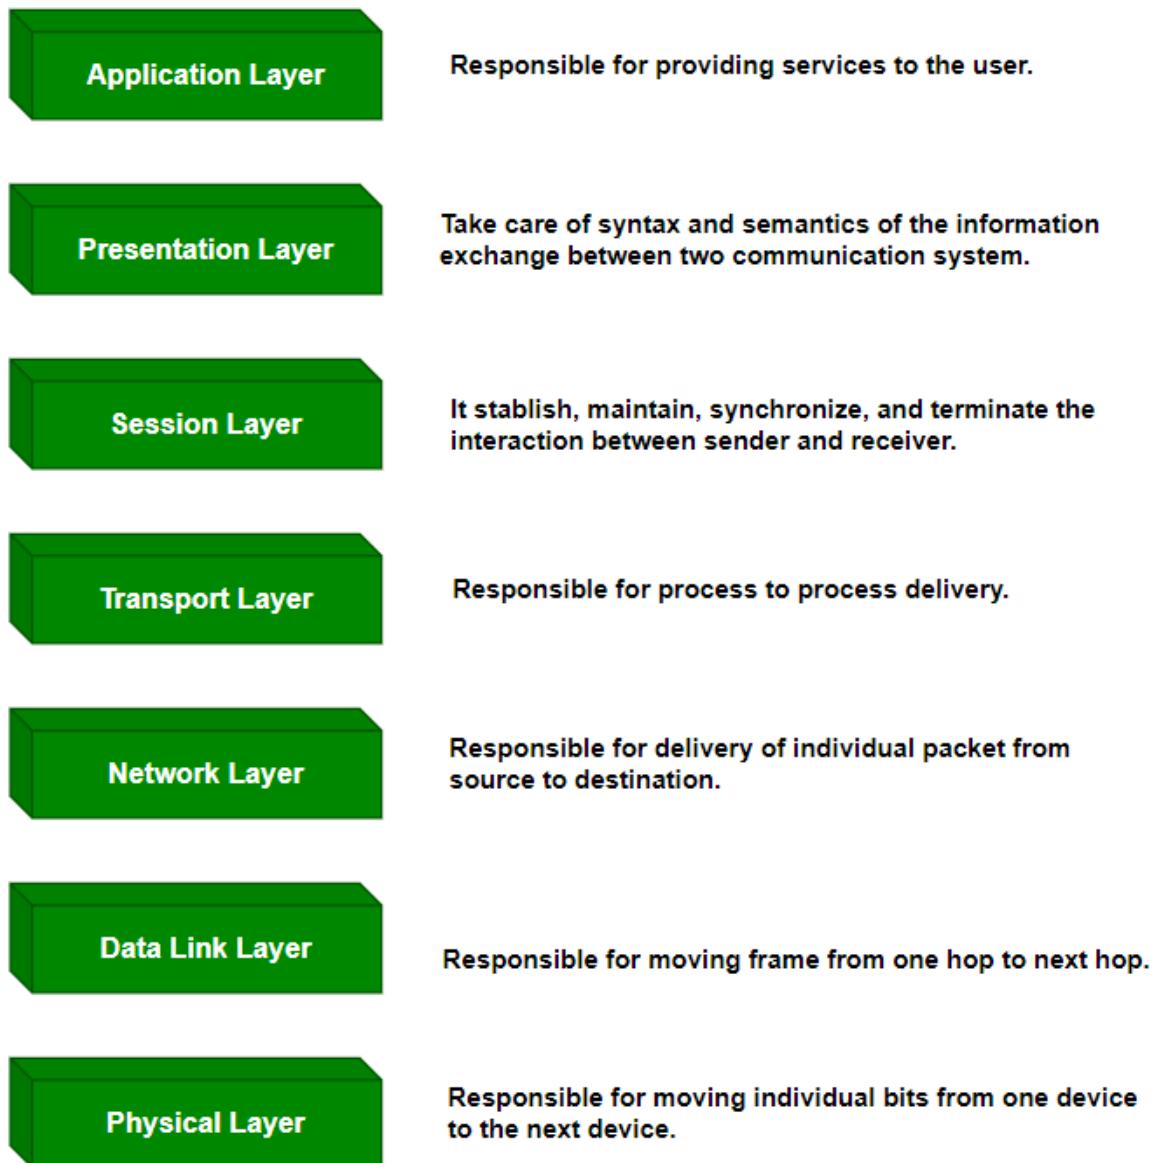 Application Layer
Responsible for providing services to the user.
Presentation Layer
Take care of syntax and semantics of the information
exchange between two communication system.
Session Layer
It stablish, maintain, synchronize, and terminate the
interaction between sender and receiver.
Transport Layer
Responsible for process to process delivery.
Network Layer
Responsible for delivery of individual packet from
source to destination.
Data Link Layer
Responsible for moving frame from one hop to next hop.
Physical Layer
Responsible for moving individual bits from one device
to the next device.